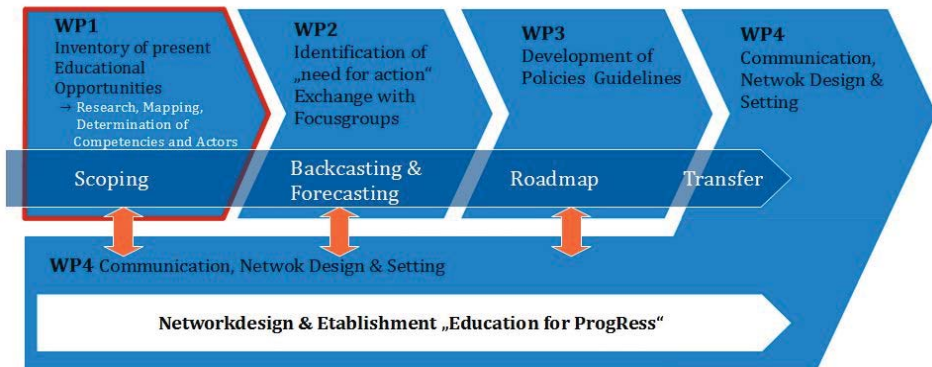 WP1
Inventory of present
Educational
Opportunities
→ Research, Mapping,
Determination of
Competencies and Actors
Scoping
WP2
Identification of
„need for action“
Exchange with
Focusgroups
Backcasting &
Forecasting
WP3
Development of
Policies Guidelines
Roadmap
WP4
Communication,
Netwok Design &
Setting
Transfer
WP4 Communication, Netwok Design & Setting
Networkdesign & Etablishment „Education for ProgRess“